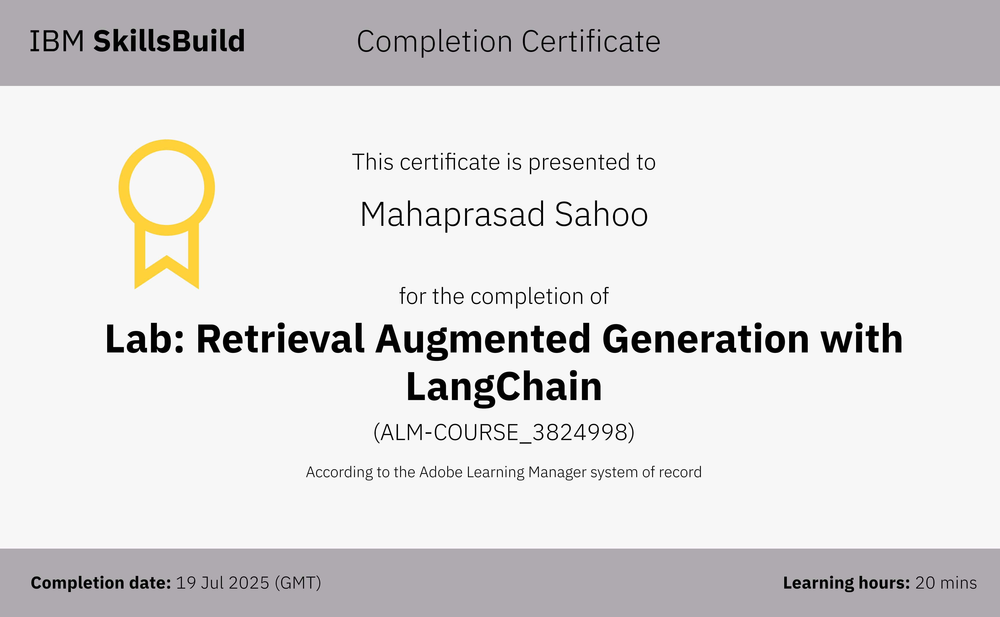 IBM SkillsBuild
Completion Certificate
This certificate is presented to
Mahaprasad Sahoo
for the completion of
Lab: Retrieval Augmented Generation with
LangChain
(ALM-COURSE_3824998)
According to the Adobe Learning Manager system of record
Completion date: 19 Jul 2025 (GMT)
Learning hours: 20 mins